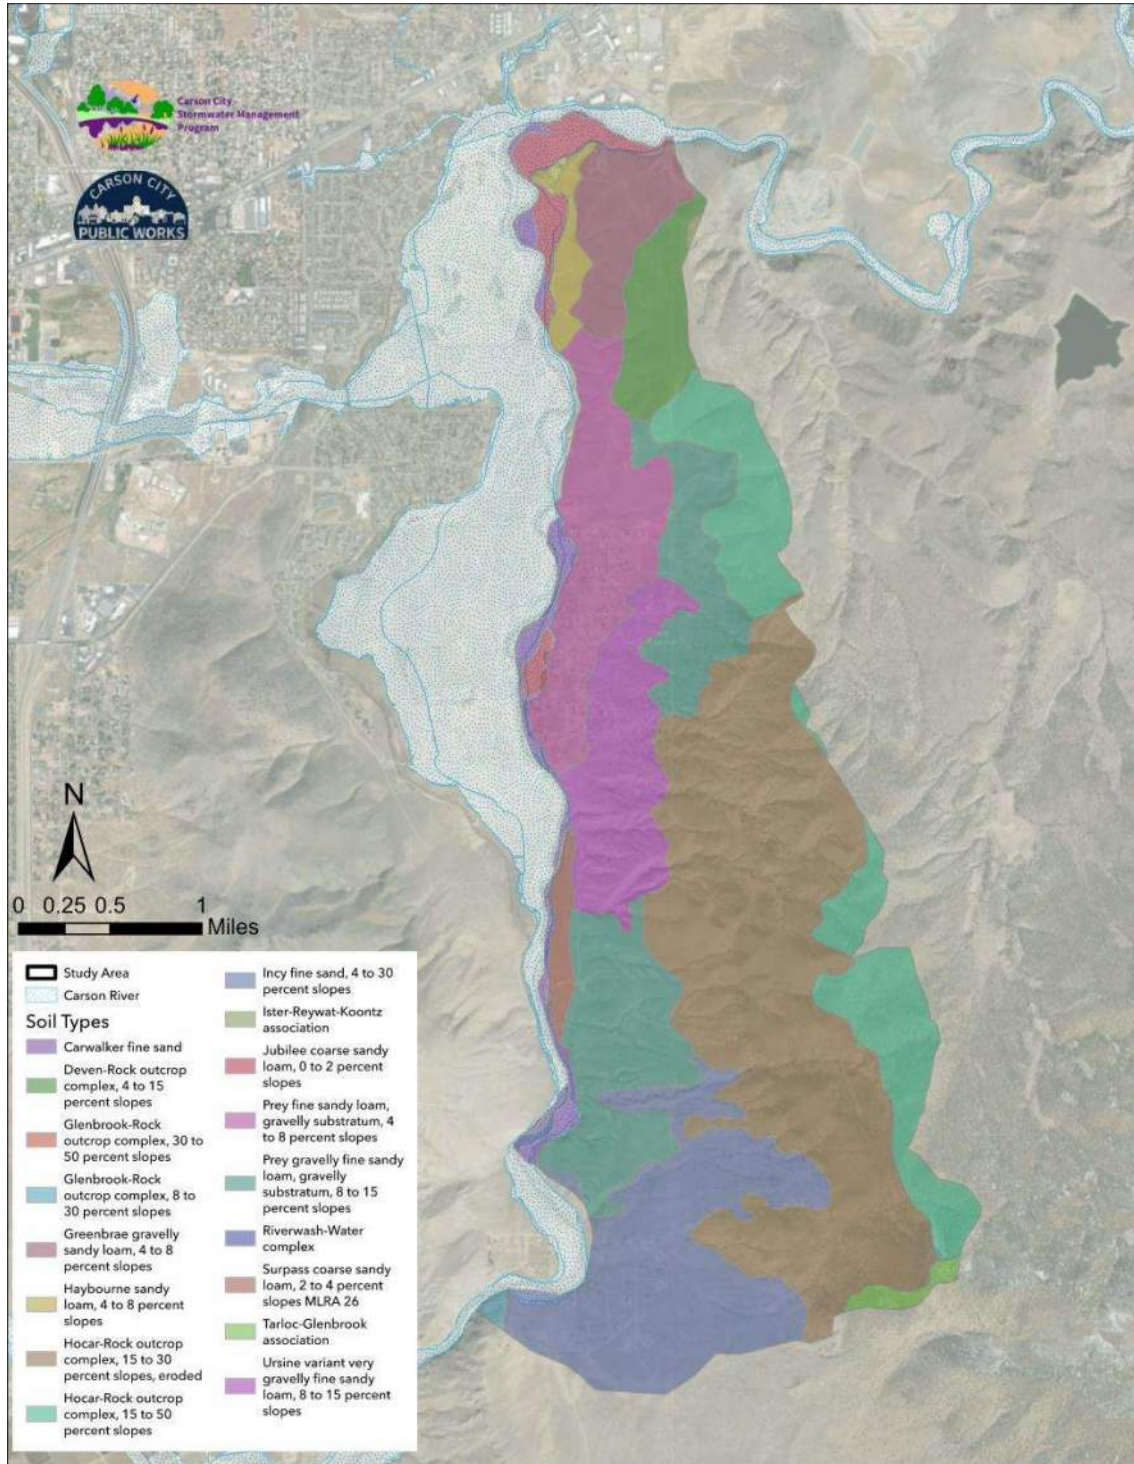 Carson City
Stormwater Management
Program
CARSON CITY
PUBLIC WORKS
N
0 0.25 0.5 1
Miles
Study Area
Carson River
Soil Types
Carwalker fine sand
Deven-Rock outcrop
complex, 4 to 15
percent slopes
Glenbrook-Rock
outcrop complex, 30 to
50 percent slopes
Glenbrook-Rock
outcrop complex, 8 to
30 percent slopes
Greenbrae gravelly
sandy loam, 4 to 8
percent slopes
Haybourne sandy
loam, 4 to 8 percent
slopes
Hocar-Rock outcrop
complex, 15 to 30
percent slopes, eroded
Hocar-Rock outcrop
complex, 15 to 50
percent slopes
Incy fine sand, 4 to 30
percent slopes
Ister-Reywat-Koontz
association
Jubilee coarse sandy
loam, 0 to 2 percent
slopes
Prey fine sandy loam,
gravelly substratum, 4
to 8 percent slopes
Prey gravelly fine sandy
loam, gravelly
substratum, 8 to 15
percent slopes
Riverwash-Water
complex
Surpass coarse sandy
loam, 2 to 4 percent
slopes MLRA 26
Tarloc-Glenbrook
association
Ursine variant very
gravelly fine sandy
loam, 8 to 15 percent
slopes